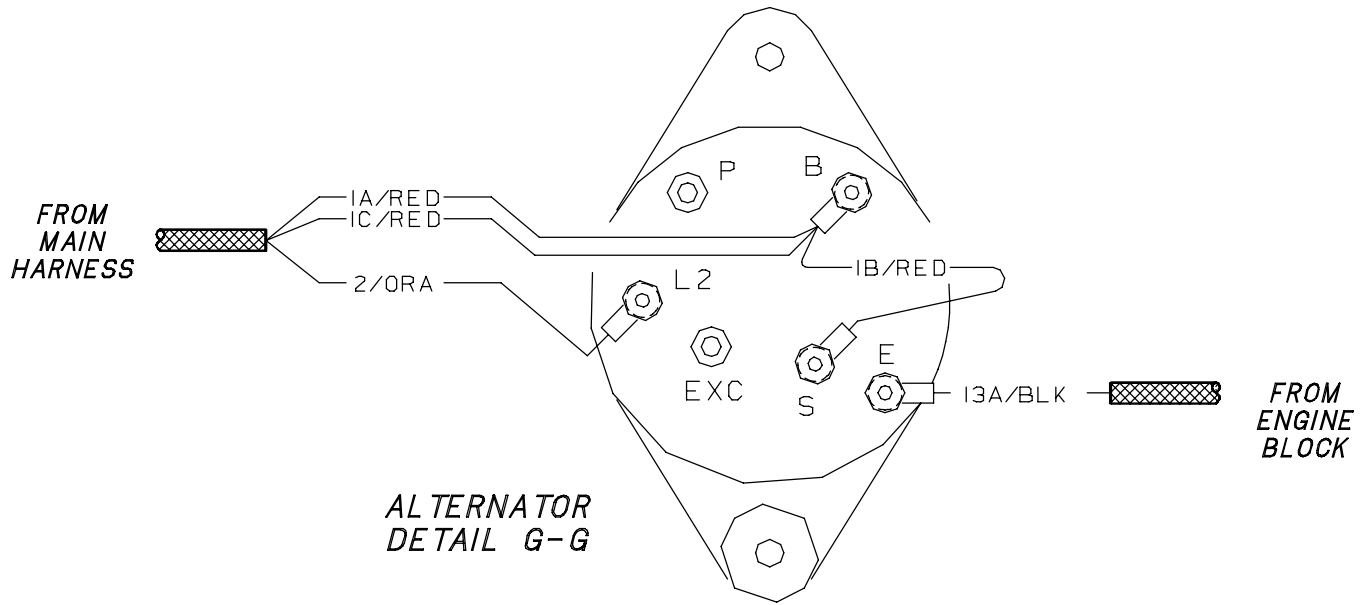 P
B
1A/RED
1C/RED
FROM
MAIN
HARNESS
1B/RED
L2
2/ORA
E
EXC
S
13A/BLK
FROM
ENGINE
BLOCK
ALTERNATOR
DETAIL G-G